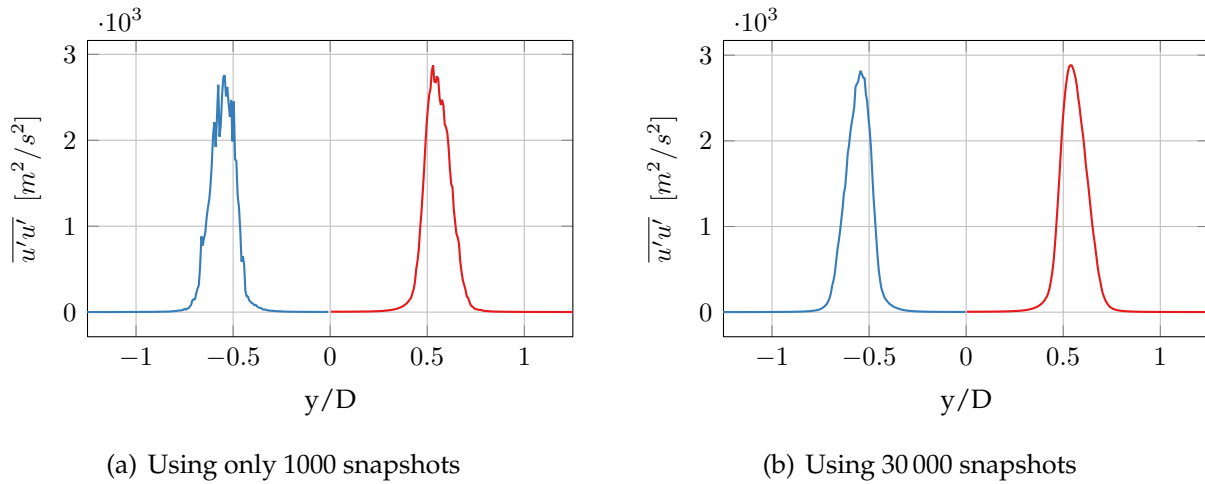 ·10³
3
2
1
0
u′u′ [m²/s²]
−1 −0.5 0 0.5 1
y/D
(a) Using only 1000 snapshots
·10³
3
2
1
0
u′u′ [m²/s²]
−1 −0.5 0 0.5 1
y/D
(b) Using 30 000 snapshots